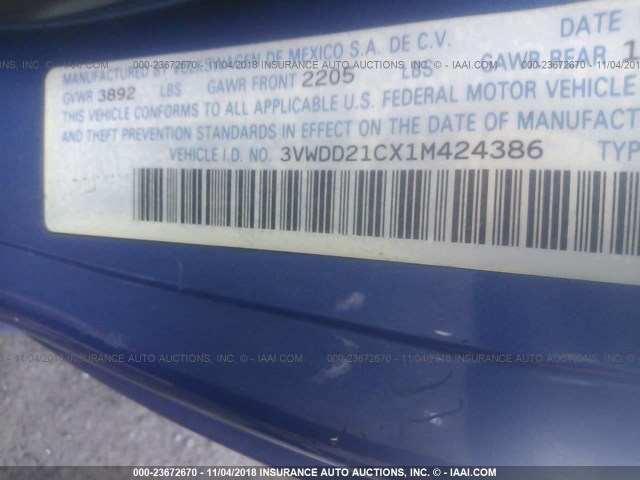 DATE
MANUFACTURED BY VOLKSWAGEN DE MEXICO S.A. DE C.V.
GVWR 3892 LBS GAWR FRONT 2205 LBS GAWR REAR 1
THIS VEHICLE CONFORMS TO ALL APPLICABLE U.S. FEDERAL MOTOR VEHICLE
AND THEFT PREVENTION STANDARDS IN EFFECT ON THE DATE OF MANUFACT
VEHICLE I.D. NO. 3VWDD21CX1M424386 TYP
000-23672670 - 11/04/2018 INSURANCE AUTO AUCTIONS, INC. © - IAAI.COM